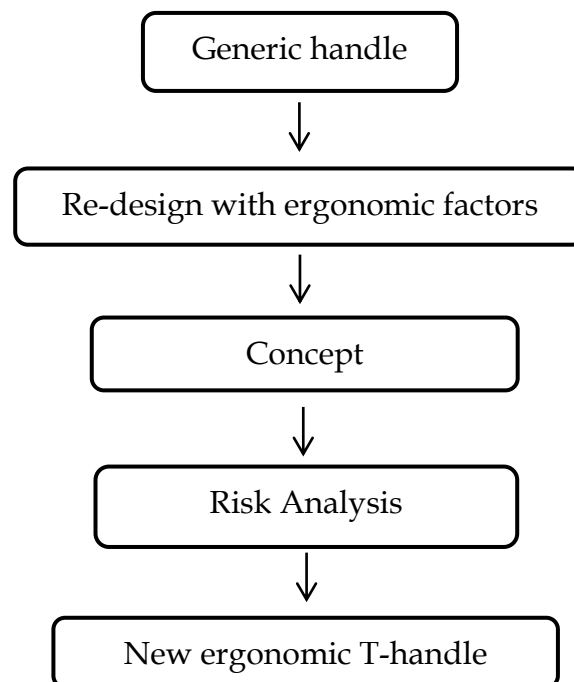 Generic handle
Re-design with ergonomic factors
Concept
Risk Analysis
New ergonomic T-handle